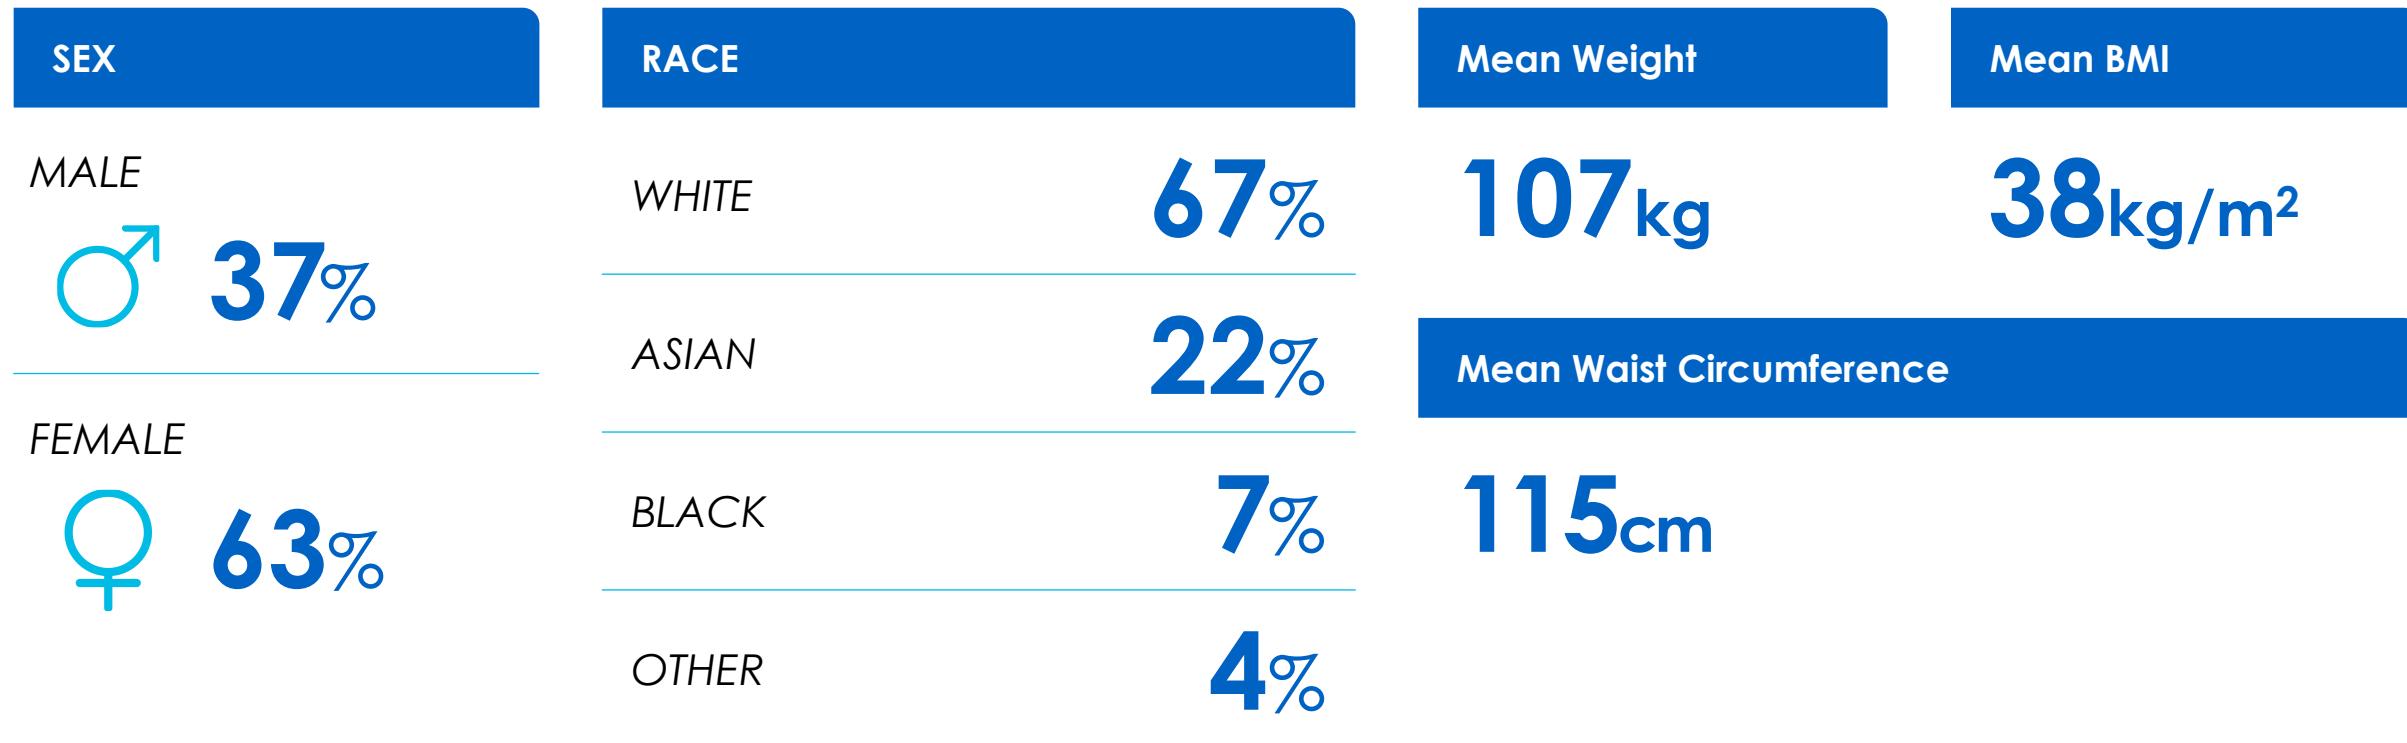 SEX
MALE
37%
FEMALE
63%
RACE
WHITE 67%
ASIAN 22%
BLACK 7%
OTHER 4%
Mean Weight
107kg
Mean BMI
38kg/m²
Mean Waist Circumference
115cm